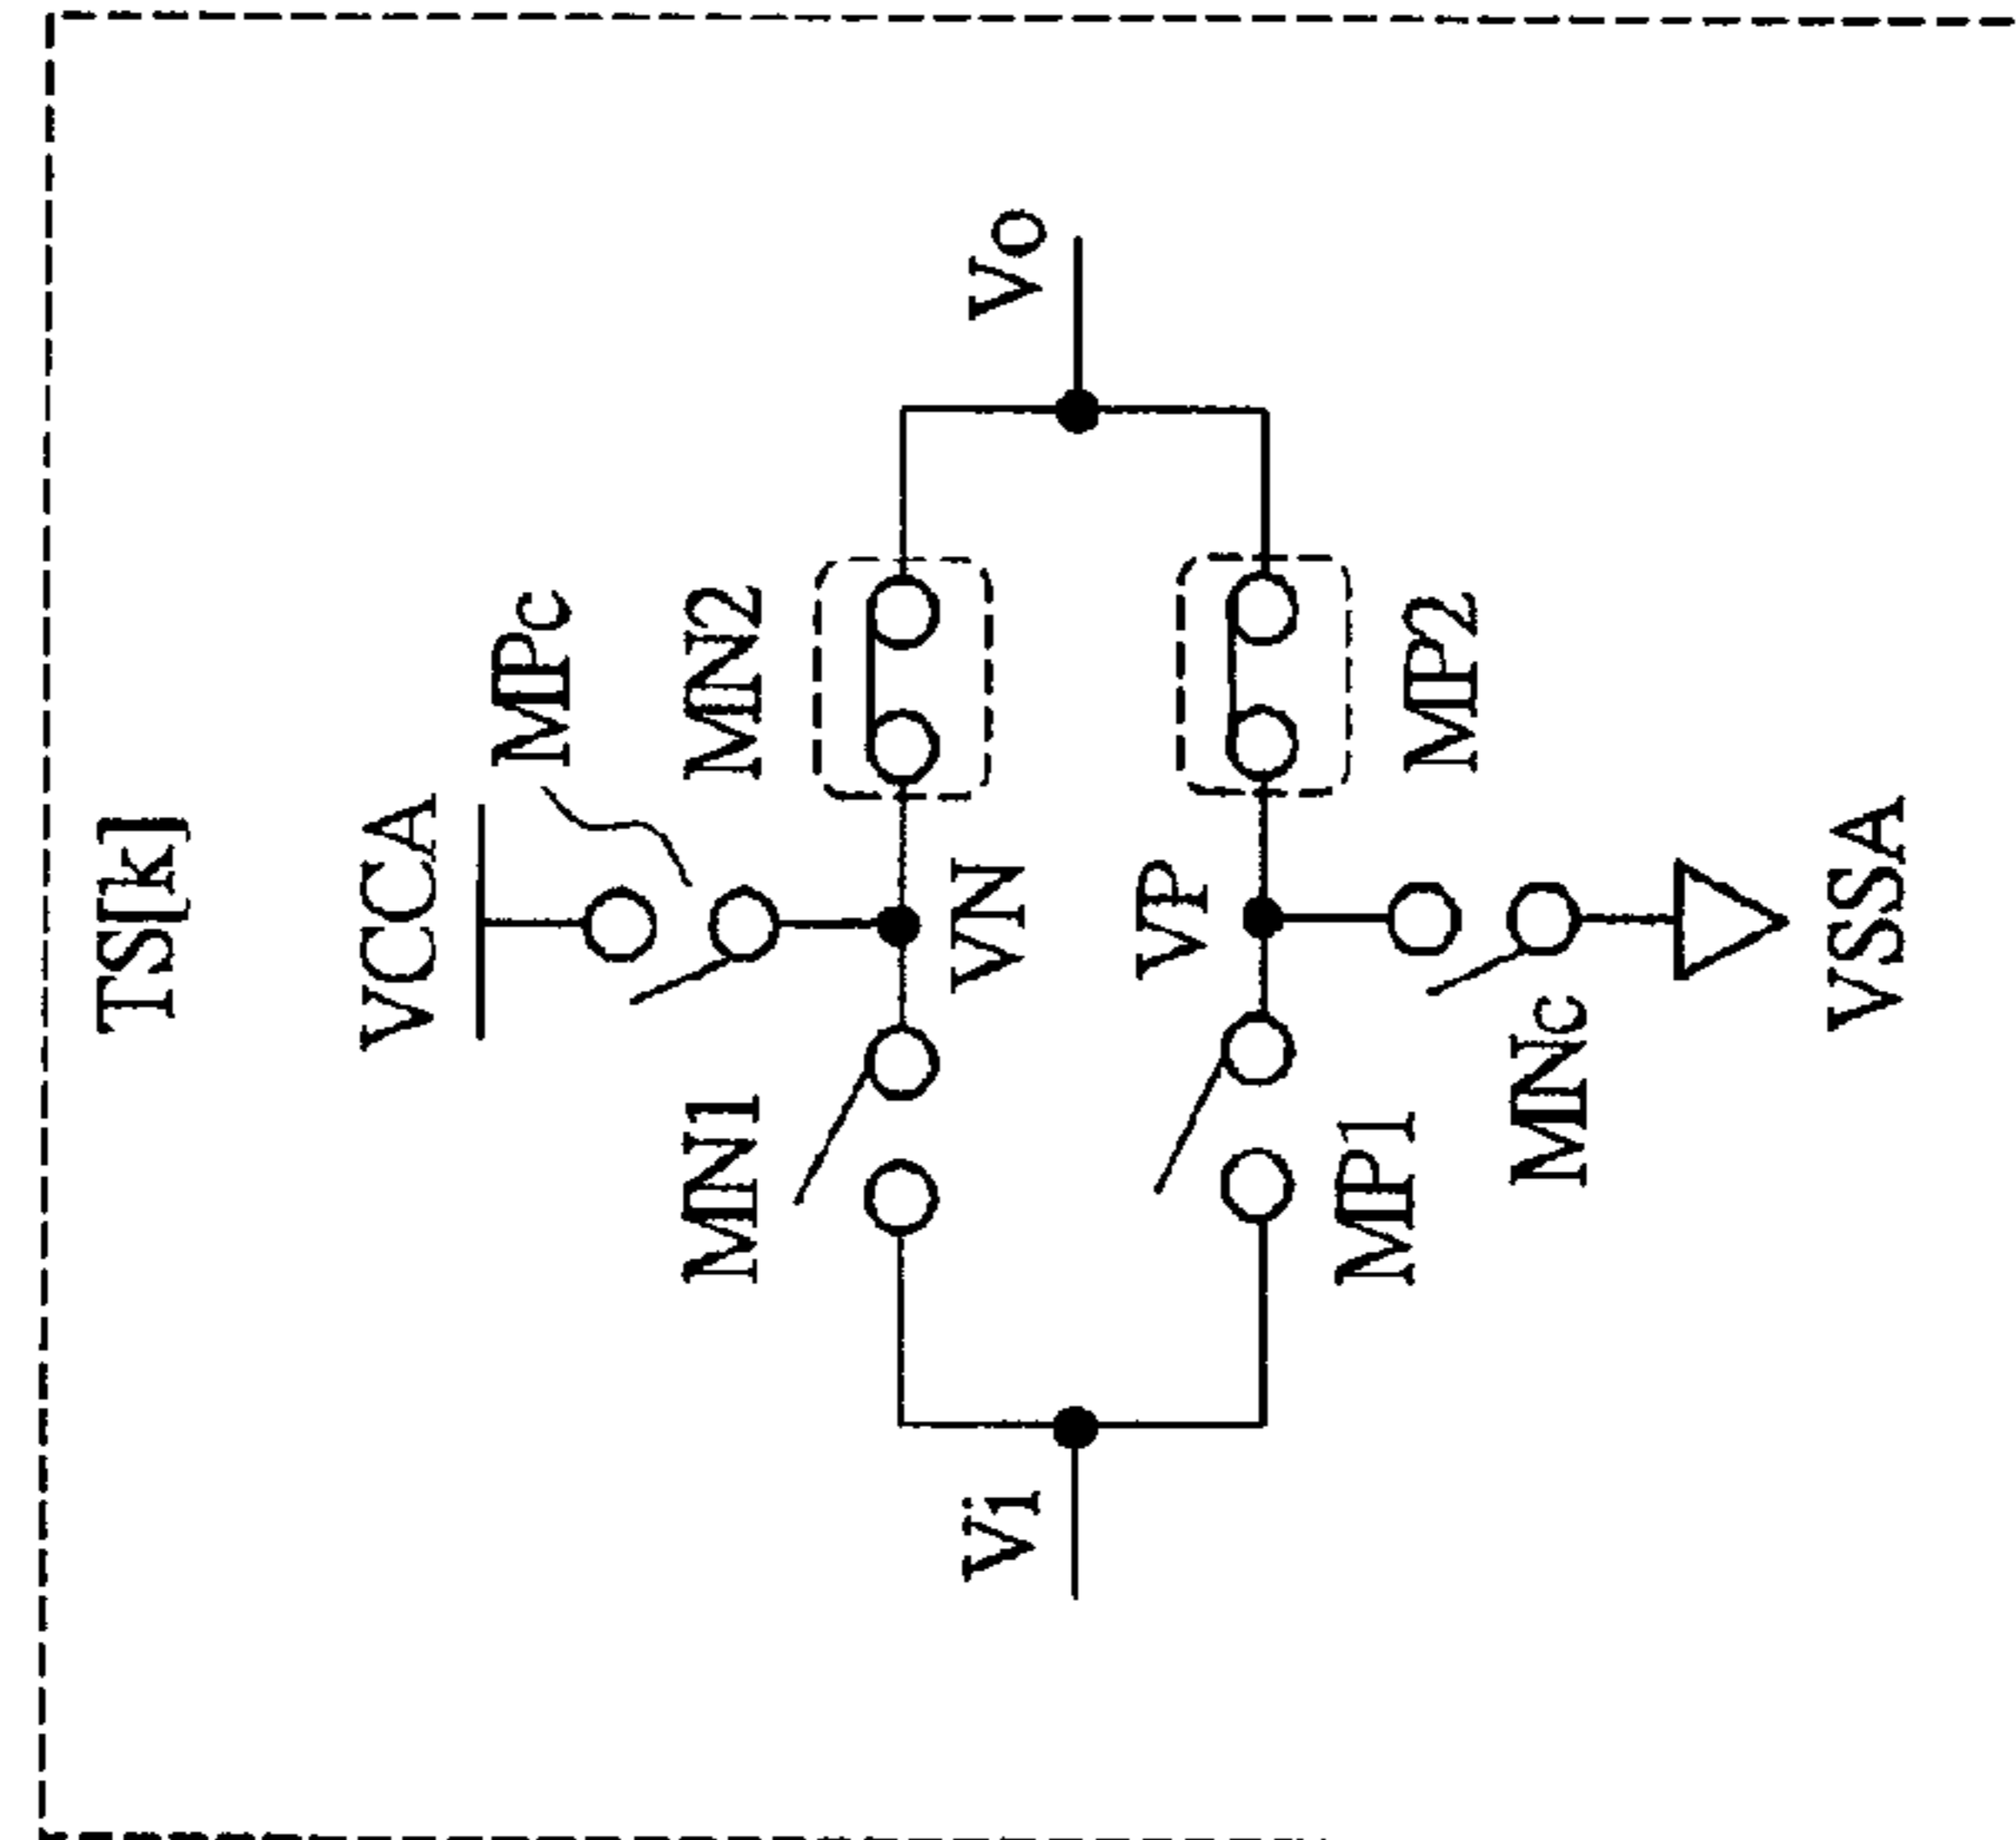 TS[k]
VCCA
MPc
MN1
MN2
VN
Vi
Vo
VP
MP1
MP2
MNc
VSSA